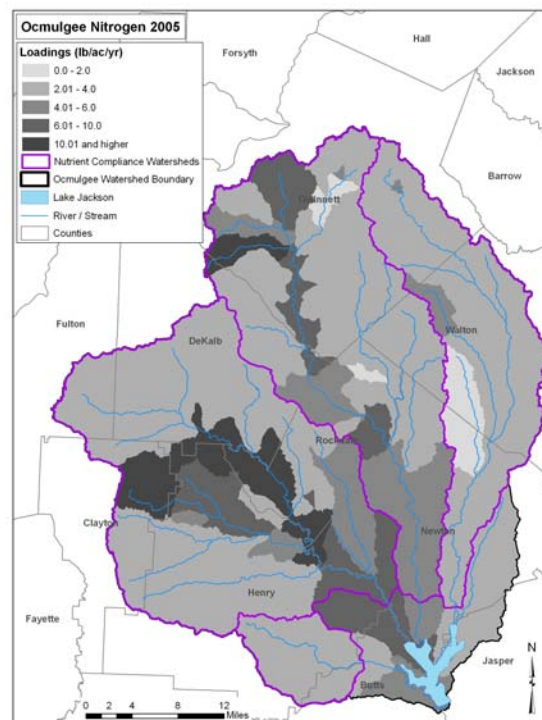 Ocmulgee Nitrogen 2005
Loadings (lb/ac/yr)
0.0 - 2.0
2.01 - 4.0
4.01 - 6.0
6.01 - 10.0
10.01 and higher
Nutrient Compliance Watersheds
Ocmulgee Watershed Boundary
Lake Jackson
River / Stream
Counties
Hall
Forsyth
Jackson
Barrow
Gwinnett
Fulton
Walton
DeKalb
Rockdale
Clayton
Newton
Henry
Fayette
Jasper
Butts
N
0 2 4 8 12
Miles